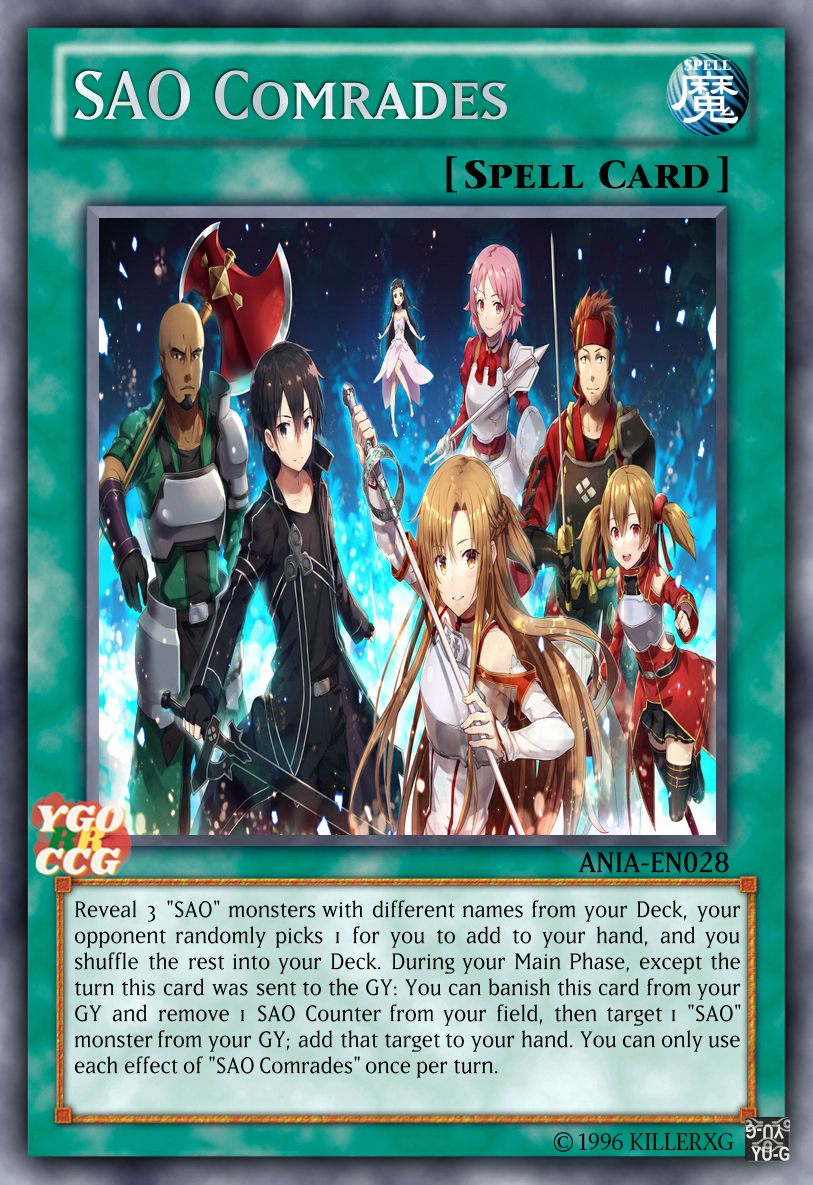 SAO Comrades
SPELL
魔
[Spell Card]
YGO
BR
CCG
ANIA-EN028
Reveal 3 "SAO" monsters with different names from your Deck, your
opponent randomly picks 1 for you to add to your hand, and you
shuffle the rest into your Deck. During your Main Phase, except the
turn this card was sent to the GY: You can banish this card from your
GY and remove 1 SAO Counter from your field, then target 1 "SAO"
monster from your GY; add that target to your hand. You can only use
each effect of "SAO Comrades" once per turn.
© 1996 KILLERXG
YU-G